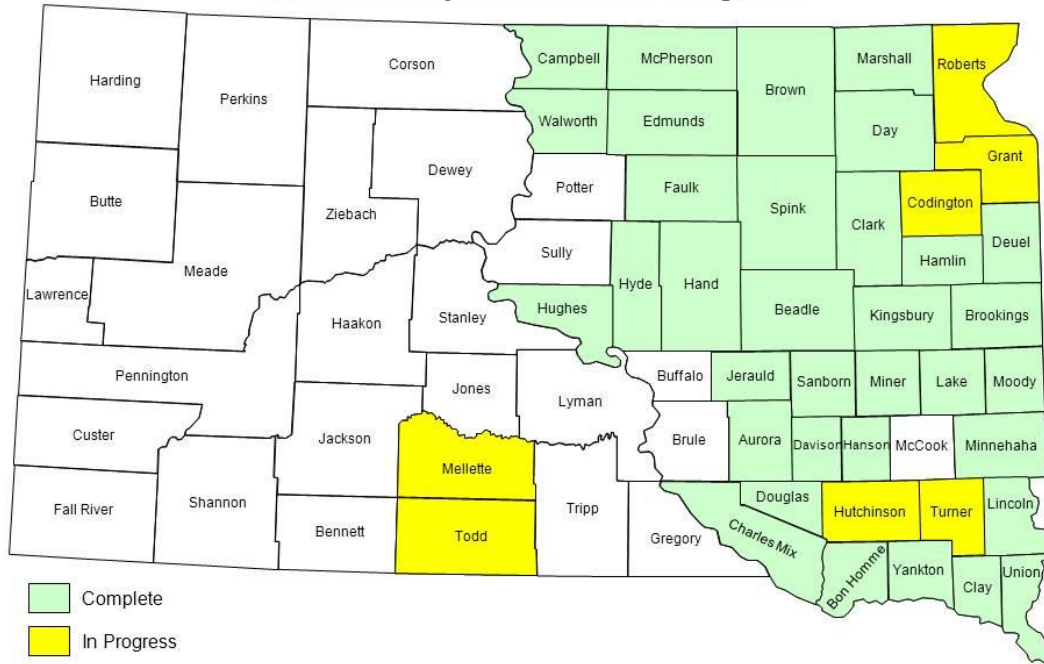 Harding
Perkins
Corson
Campbell
McPherson
Brown
Marshall
Roberts
Walworth
Edmunds
Day
Grant
Butte
Dewey
Ziebach
Potter
Faulk
Spink
Clark
Codington
Deuel
Hamlin
Meade
Sully
Hyde
Hand
Lawrence
Haakon
Stanley
Hughes
Beadle
Kingsbury
Brookings
Pennington
Jones
Lyman
Buffalo
Jerauld
Sanborn
Miner
Lake
Moody
Custer
Jackson
Mellette
Brule
Aurora
Davison
Hanson
McCook
Minnehaha
Fall River
Shannon
Bennett
Todd
Tripp
Gregory
Charles Mix
Douglas
Hutchinson
Turner
Lincoln
Bon Homme
Yankton
Clay
Union
Complete
In Progress